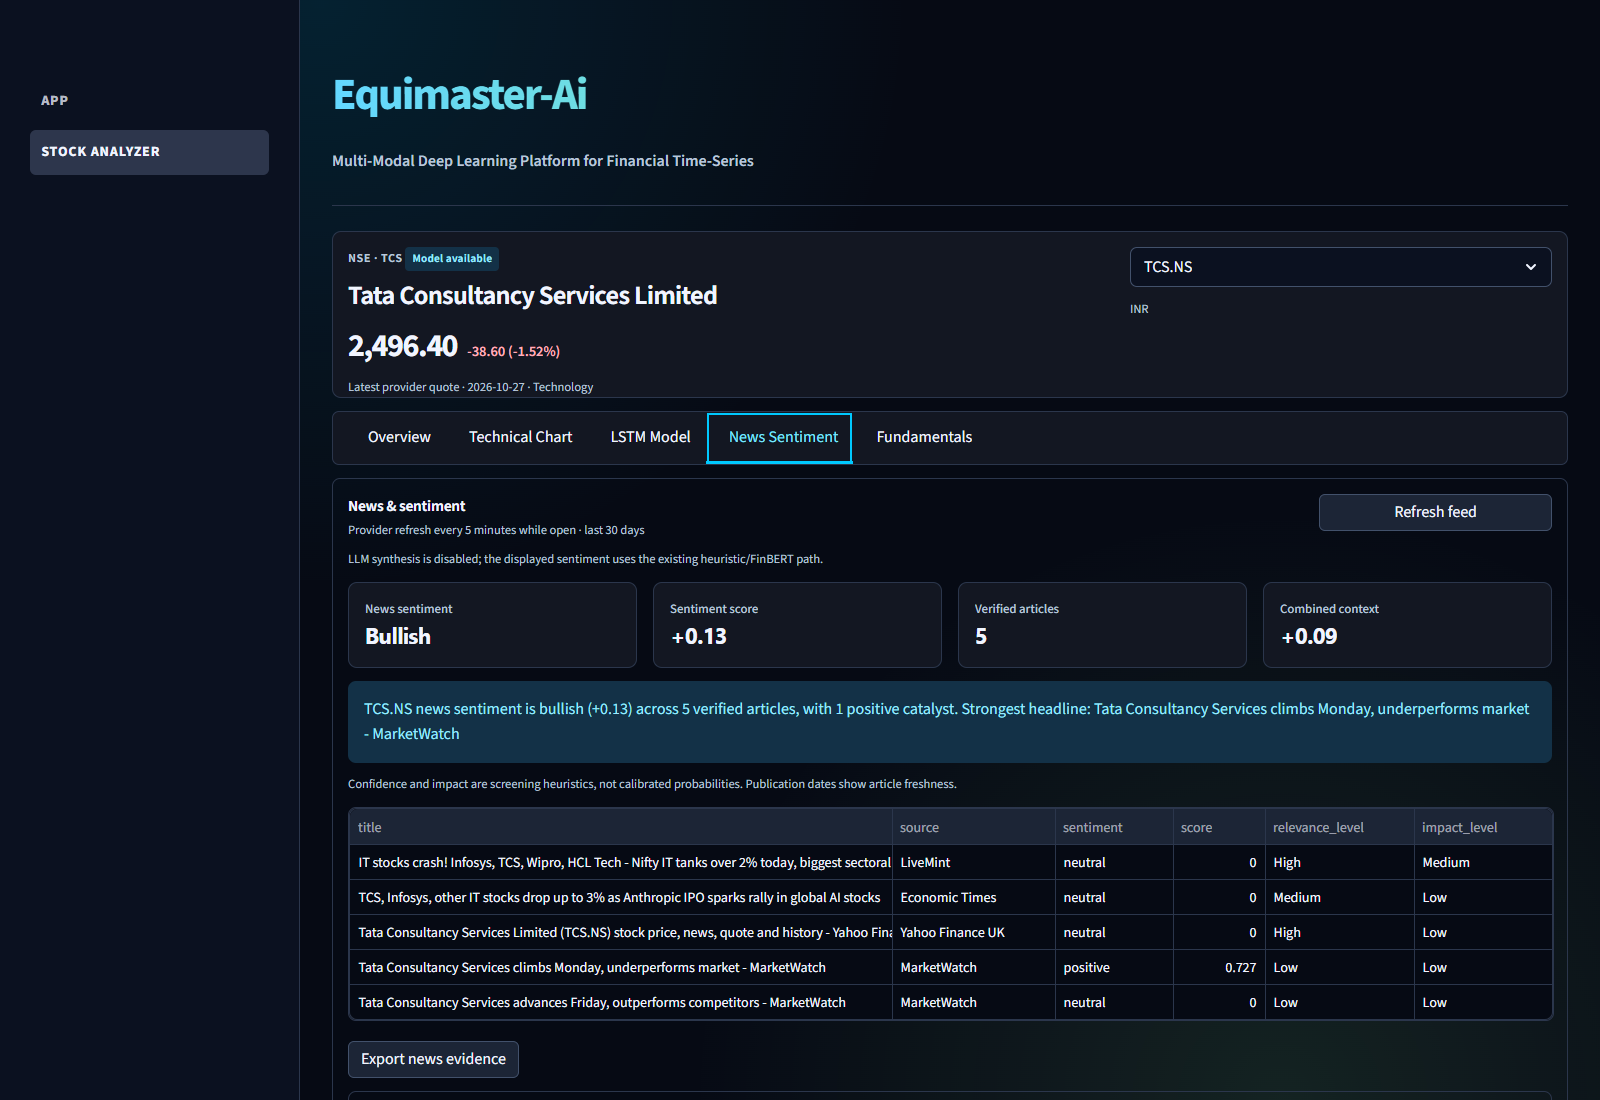 APP
STOCK ANALYZER
Equimaster-Ai
Multi-Modal Deep Learning Platform for Financial Time-Series
NSE · TCS Model available
Tata Consultancy Services Limited
2,496.40 -38.60 (-1.52%)
Latest provider quote · 2026-10-27 · Technology
TCS.NS
INR
Overview Technical Chart LSTM Model News Sentiment Fundamentals
News & sentiment
Provider refresh every 5 minutes while open · last 30 days
Refresh feed
LLM synthesis is disabled; the displayed sentiment uses the existing heuristic/FinBERT path.
News sentiment
Bullish
Sentiment score
+0.13
Verified articles
5
Combined context
+0.09
TCS.NS news sentiment is bullish (+0.13) across 5 verified articles, with 1 positive catalyst. Strongest headline: Tata Consultancy Services climbs Monday, underperforms market
- MarketWatch
Confidence and impact are screening heuristics, not calibrated probabilities. Publication dates show article freshness.
title source sentiment score relevance_level impact_level
IT stocks crash! Infosys, TCS, Wipro, HCL Tech - Nifty IT tanks over 2% today, biggest sectoral LiveMint neutral 0 High Medium
TCS, Infosys, other IT stocks drop up to 3% as Anthropic IPO sparks rally in global AI stocks Economic Times neutral 0 Medium Low
Tata Consultancy Services Limited (TCS.NS) stock price, news, quote and history - Yahoo Fina Yahoo Finance UK neutral 0 High Low
Tata Consultancy Services climbs Monday, underperforms market - MarketWatch MarketWatch positive 0.727 Low Low
Tata Consultancy Services advances Friday, outperforms competitors - MarketWatch MarketWatch neutral 0 Low Low
Export news evidence